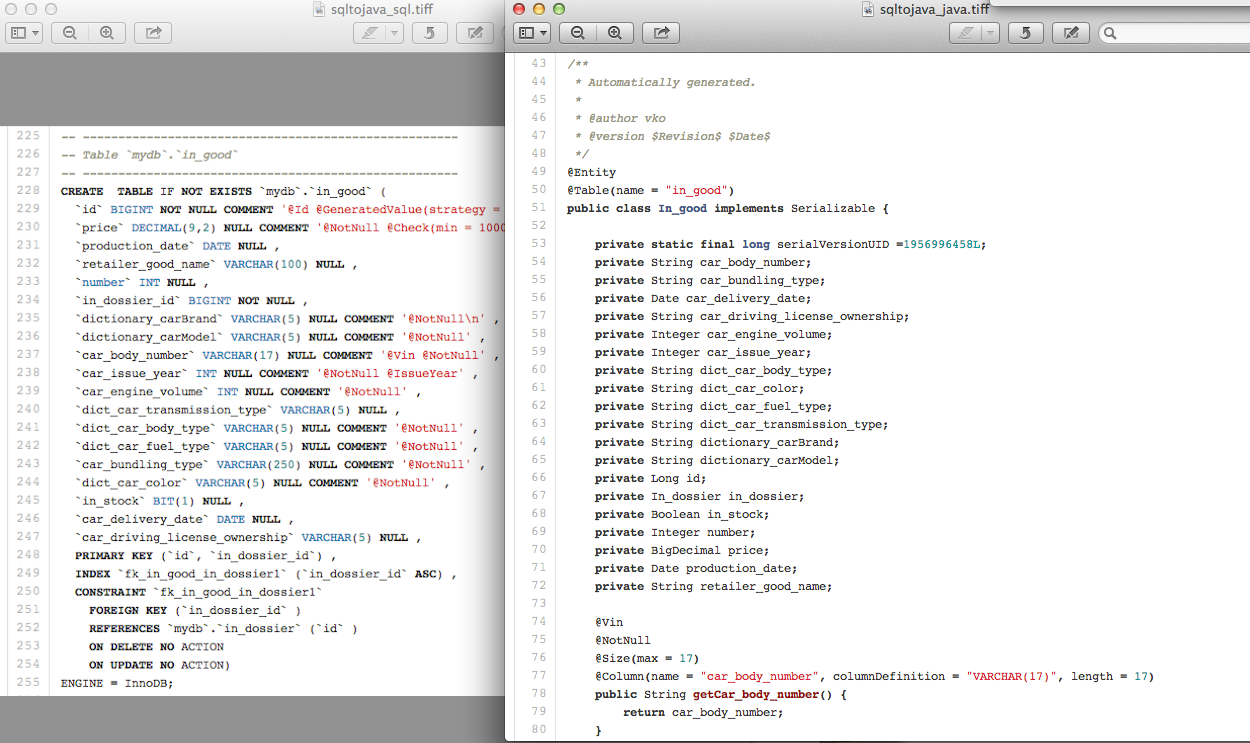 sqltojava_sql.tiff
225 -- -----------------------------------------------------
226 -- Table `mydb`.`in_good`
227 -- -----------------------------------------------------
228 CREATE  TABLE IF NOT EXISTS `mydb`.`in_good` (
229   `id` BIGINT NOT NULL COMMENT '@Id @GeneratedValue(strategy =
230   `price` DECIMAL(9,2) NULL COMMENT '@NotNull @Check(min = 1000
231   `production_date` DATE NULL ,
232   `retailer_good_name` VARCHAR(100) NULL ,
233   `number` INT NULL ,
234   `in_dossier_id` BIGINT NOT NULL ,
235   `dictionary_carBrand` VARCHAR(5) NULL COMMENT '@NotNull\n' ,
236   `dictionary_carModel` VARCHAR(5) NULL COMMENT '@NotNull' ,
237   `car_body_number` VARCHAR(17) NULL COMMENT '@Vin @NotNull' ,
238   `car_issue_year` INT NULL COMMENT '@NotNull @IssueYear' ,
239   `car_engine_volume` INT NULL COMMENT '@NotNull' ,
240   `dict_car_transmission_type` VARCHAR(5) NULL ,
241   `dict_car_body_type` VARCHAR(5) NULL COMMENT '@NotNull' ,
242   `dict_car_fuel_type` VARCHAR(5) NULL COMMENT '@NotNull' ,
243   `car_bundling_type` VARCHAR(250) NULL COMMENT '@NotNull' ,
244   `dict_car_color` VARCHAR(5) NULL COMMENT '@NotNull' ,
245   `in_stock` BIT(1) NULL ,
246   `car_delivery_date` DATE NULL ,
247   `car_driving_license_ownership` VARCHAR(5) NULL ,
248   PRIMARY KEY (`id`, `in_dossier_id`) ,
249   INDEX `fk_in_good_in_dossier1` (`in_dossier_id` ASC) ,
250   CONSTRAINT `fk_in_good_in_dossier1`
251     FOREIGN KEY (`in_dossier_id` )
252     REFERENCES `mydb`.`in_dossier` (`id` )
253     ON DELETE NO ACTION
254     ON UPDATE NO ACTION)
255 ENGINE = InnoDB;
sqltojava_java.tiff
43 /**
44  * Automatically generated.
45  *
46  * @author vko
47  * @version $Revision$ $Date$
48  */
49 @Entity
50 @Table(name = "in_good")
51 public class In_good implements Serializable {
52
53     private static final long serialVersionUID =1956996458L;
54     private String car_body_number;
55     private String car_bundling_type;
56     private Date car_delivery_date;
57     private String car_driving_license_ownership;
58     private Integer car_engine_volume;
59     private Integer car_issue_year;
60     private String dict_car_body_type;
61     private String dict_car_color;
62     private String dict_car_fuel_type;
63     private String dict_car_transmission_type;
64     private String dictionary_carBrand;
65     private String dictionary_carModel;
66     private Long id;
67     private In_dossier in_dossier;
68     private Boolean in_stock;
69     private Integer number;
70     private BigDecimal price;
71     private Date production_date;
72     private String retailer_good_name;
73
74     @Vin
75     @NotNull
76     @Size(max = 17)
77     @Column(name = "car_body_number", columnDefinition = "VARCHAR(17)", length = 17)
78     public String getCar_body_number() {
79         return car_body_number;
80     }